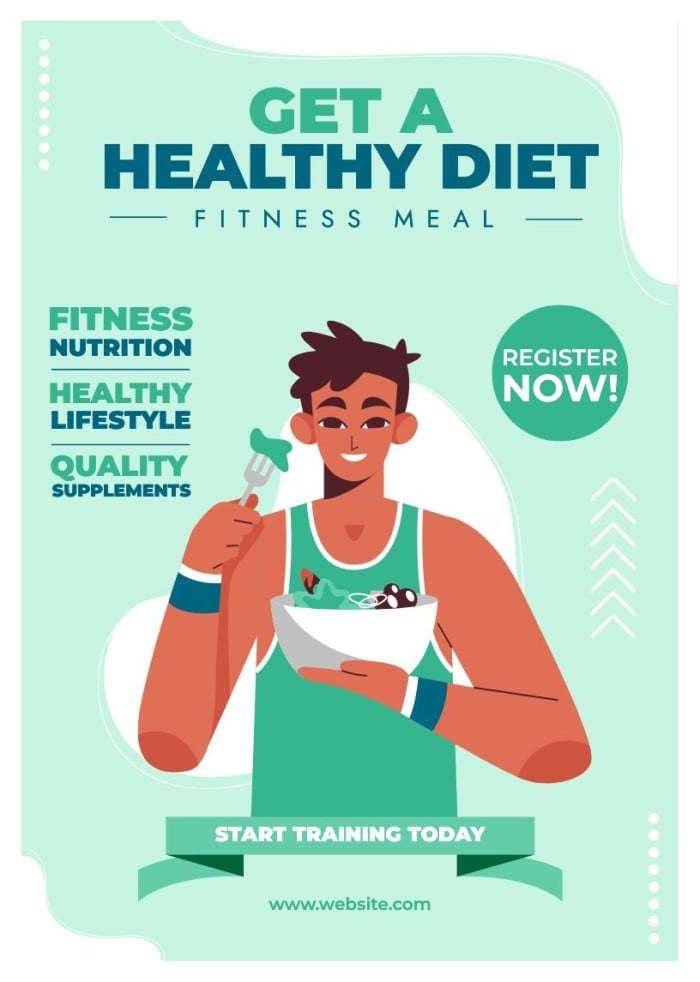 GET A
HEALTHY DIET
FITNESS MEAL
FITNESS
NUTRITION
HEALTHY
LIFESTYLE
QUALITY
SUPPLEMENTS
REGISTER
NOW!
START TRAINING TODAY
www.website.com